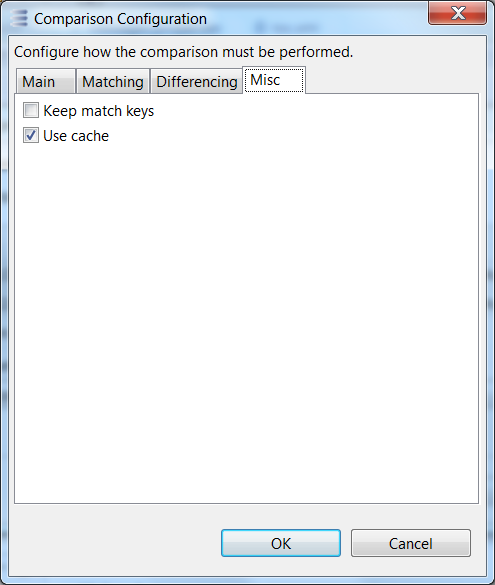 Comparison Configuration
Configure how the comparison must be performed.
Main Matching Differencing Misc
Keep match keys
Use cache
OK Cancel